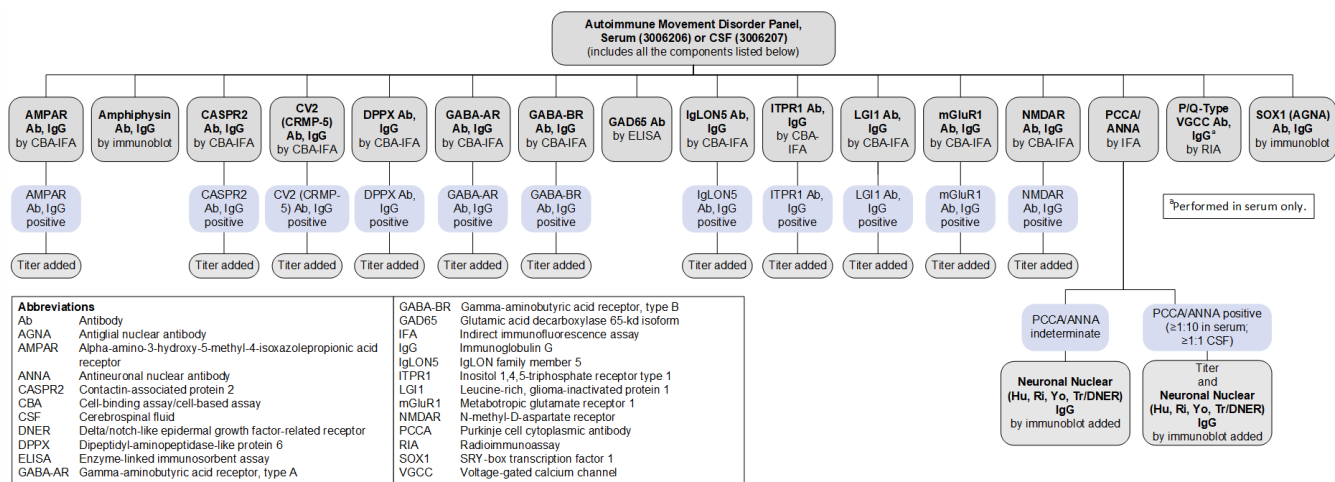 Autoimmune Movement Disorder Panel,
Serum (3006206) or CSF (3006207)
(includes all the components listed below)
AMPAR
Ab, IgG
by CBA-IFA
Amphiphysin
Ab, IgG
by immunoblot
CASPR2
Ab, IgG
by CBA-IFA
CV2
(CRMP-5)
Ab, IgG
by CBA-IFA
DPPX Ab,
IgG
by CBA-IFA
GABA-AR
Ab, IgG
by CBA-IFA
GABA-BR
Ab, IgG
by CBA-IFA
GAD65 Ab
by ELISA
IgLON5 Ab,
IgG
by CBA-IFA
ITPR1 Ab,
IgG
by CBA-
IFA
LGI1 Ab,
IgG
by CBA-IFA
mGluR1
Ab, IgG
by CBA-IFA
NMDAR
Ab, IgG
by CBA-IFA
PCCA/
ANNA
by IFA
P/Q-Type
VGCC Ab,
IgGᵃ
by RIA
SOX1 (AGNA)
Ab, IgG
by immunoblot
AMPAR
Ab, IgG
positive
CASPR2
Ab, IgG
positive
CV2 (CRMP-
5) Ab, IgG
positive
DPPX Ab,
IgG
positive
GABA-AR
Ab, IgG
positive
GABA-BR
Ab, IgG
positive
IgLON5
Ab, IgG
positive
ITPR1 Ab,
IgG
positive
LGI1 Ab,
IgG
positive
mGluR1
Ab, IgG
positive
NMDAR
Ab, IgG
positive
ᵃPerformed in serum only.
Titer added
Titer added
Titer added
Titer added
Titer added
Titer added
Titer added
Titer added
Titer added
Titer added
Titer added
PCCA/ANNA
indeterminate
PCCA/ANNA positive
(≥1:10 in serum;
≥1:1 CSF)
Neuronal Nuclear
(Hu, Ri, Yo, Tr/DNER)
IgG
by immunoblot added
Titer
and
Neuronal Nuclear
(Hu, Ri, Yo, Tr/DNER)
IgG
by immunoblot added
Abbreviations
Ab Antibody
AGNA Antiglial nuclear antibody
AMPAR Alpha-amino-3-hydroxy-5-methyl-4-isoxazolepropionic acid
receptor
ANNA Antineuronal nuclear antibody
CASPR2 Contactin-associated protein 2
CBA Cell-binding assay/cell-based assay
CSF Cerebrospinal fluid
DNER Delta/notch-like epidermal growth factor-related receptor
DPPX Dipeptidyl-aminopeptidase-like protein 6
ELISA Enzyme-linked immunosorbent assay
GABA-AR Gamma-aminobutyric acid receptor, type A
GABA-BR Gamma-aminobutyric acid receptor, type B
GAD65 Glutamic acid decarboxylase 65-kd isoform
IFA Indirect immunofluorescence assay
IgG Immunoglobulin G
IgLON5 IgLON family member 5
ITPR1 Inositol 1,4,5-triphosphate receptor type 1
LGI1 Leucine-rich, glioma-inactivated protein 1
mGluR1 Metabotropic glutamate receptor 1
NMDAR N-methyl-D-aspartate receptor
PCCA Purkinje cell cytoplasmic antibody
RIA Radioimmunoassay
SOX1 SRY-box transcription factor 1
VGCC Voltage-gated calcium channel